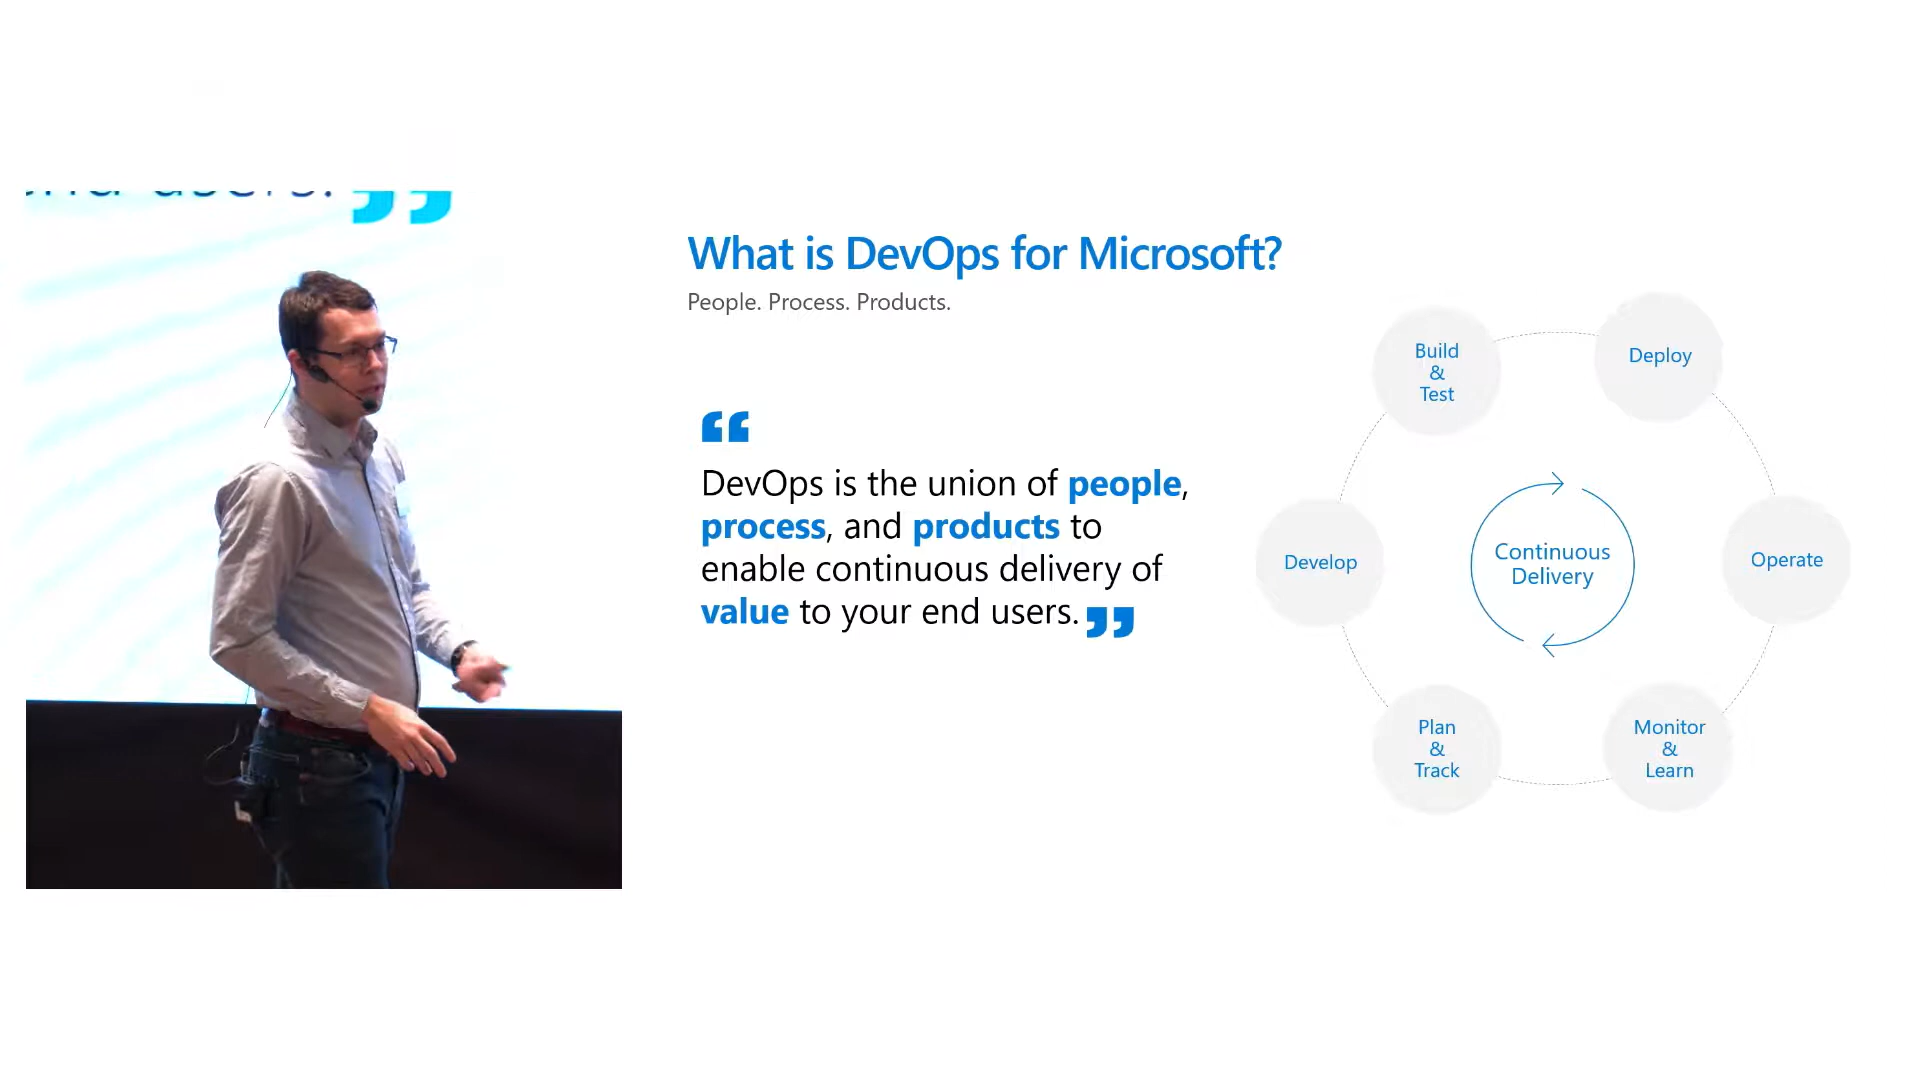 end users.”
What is DevOps for Microsoft?
People. Process. Products.
“
DevOps is the union of people,
process, and products to
enable continuous delivery of
value to your end users.”
Build
&
Test
Deploy
Develop
Continuous
Delivery
Operate
Plan
&
Track
Monitor
&
Learn